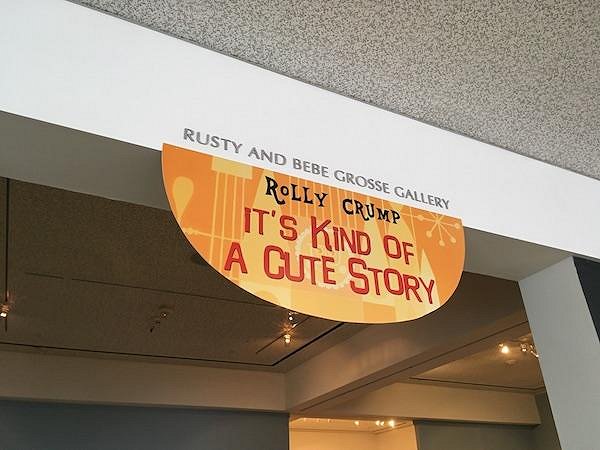 RUSTY AND BEBE GROSSE GALLERY
ROLLY CRUMP
IT'S KIND OF
A CUTE STORY